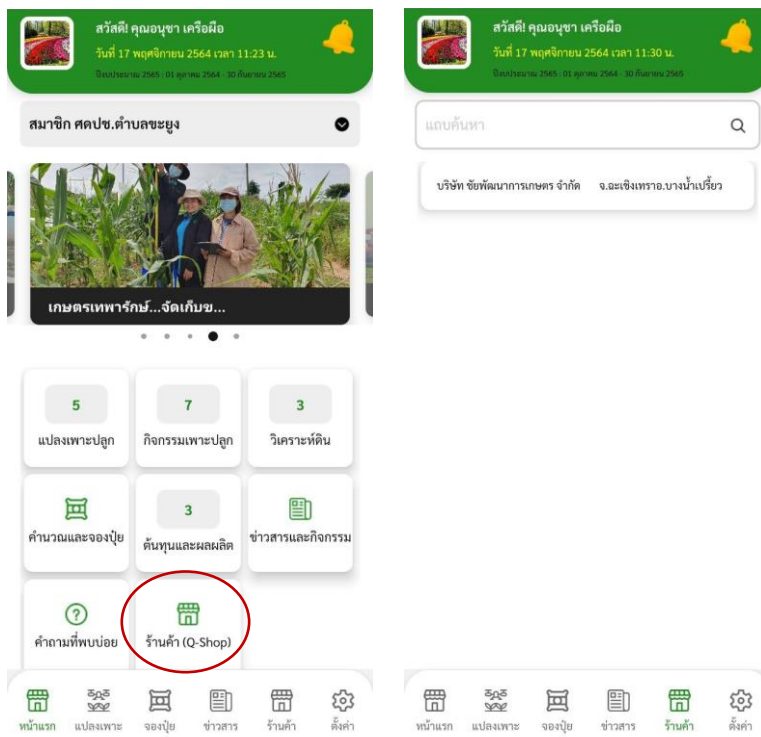 สวัสดี! คุณอนุชา เครือผือ
วันที่ 17 พฤศจิกายน 2564 เวลา 11:23 น.
ปีงบประมาณ 2565 : 01 ตุลาคม 2564 - 30 กันยายน 2565
สมาชิก ศดปช.ตำบลขะยูง
เกษตรเทพารักษ์...จัดเก็บข...
5
7
3
แปลงเพาะปลูก
กิจกรรมเพาะปลูก
วิเคราะห์ดิน
3
คำนวณและจองปุ๋ย
ต้นทุนและผลผลิต
ข่าวสารและกิจกรรม
คำถามที่พบบ่อย
ร้านค้า (Q-Shop)
หน้าแรก
แปลงเพาะ
จองปุ๋ย
ข่าวสาร
ร้านค้า
ตั้งค่า
สวัสดี! คุณอนุชา เครือผือ
วันที่ 17 พฤศจิกายน 2564 เวลา 11:30 น.
ปีงบประมาณ 2565 : 01 ตุลาคม 2564 - 30 กันยายน 2565
แถบค้นหา
บริษัท ชัยพัฒนาการเกษตร จำกัด จ.ฉะเชิงเทราอ.บางน้ำเปรี้ยว
หน้าแรก
แปลงเพาะ
จองปุ๋ย
ข่าวสาร
ร้านค้า
ตั้งค่า